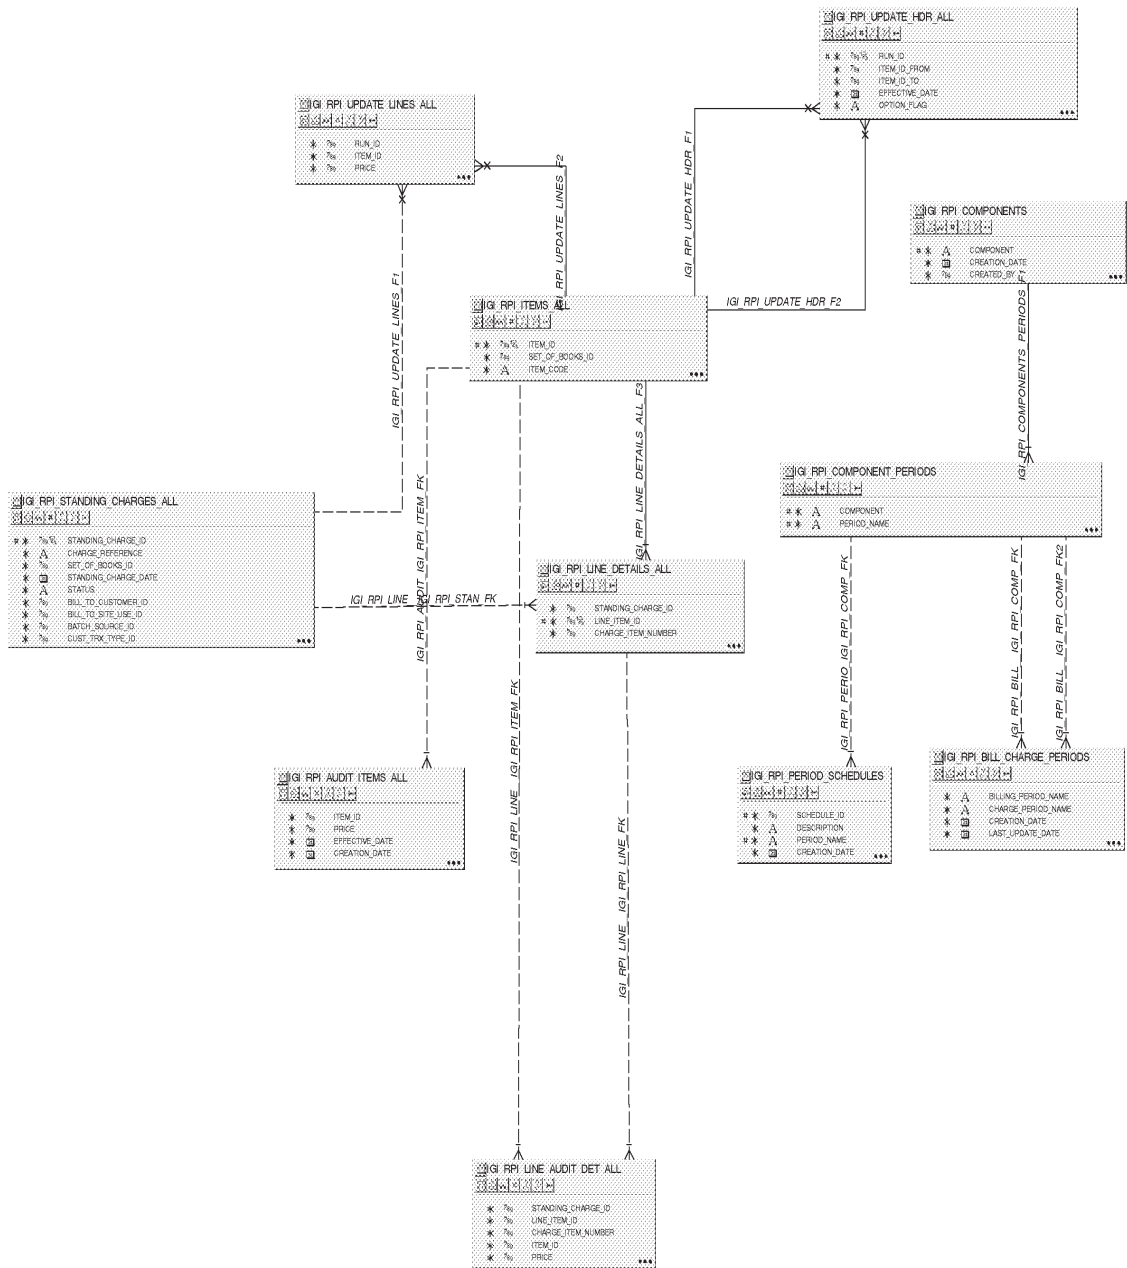 IGI_RPI_UPDATE_HDR_ALL
RUN_ID
ITEM_ID_FROM
ITEM_ID_TO
EFFECTIVE_DATE
OPTION_FLAG
IGI_RPI_UPDATE_LINES_ALL
RUN_ID
ITEM_ID
PRICE
IGI_RPI_UPDATE_LINES_F2
IGI_RPI_UPDATE_HDR_F1
IGI_RPI_UPDATE_HDR_F2
IGI_RPI_COMPONENTS
COMPONENT
CREATION_DATE
CREATED_BY
IGI_RPI_COMPONENTS_PERIODS_F1
IGI_RPI_UPDATE_LINES_F1
IGI_RPI_ITEMS_ALL
ITEM_ID
SET_OF_BOOKS_ID
ITEM_CODE
IGI_RPI_LINE_DETAILS_ALL_F3
IGI_RPI_AUDIT_IGI_RPI_ITEM_FK
IGI_RPI_COMPONENT_PERIODS
COMPONENT
PERIOD_NAME
IGI_RPI_STANDING_CHARGES_ALL
STANDING_CHARGE_ID
CHARGE_REFERENCE
SET_OF_BOOKS_ID
STANDING_CHARGE_DATE
STATUS
BILL_TO_CUSTOMER_ID
BILL_TO_SITE_USE_ID
BATCH_SOURCE_ID
CUST_TRX_TYPE_ID
IGI_RPI_LINE_IGI_RPI_STAN_FK
IGI_RPI_LINE_DETAILS_ALL
STANDING_CHARGE_ID
LINE_ITEM_ID
CHARGE_ITEM_NUMBER
IGI_RPI_PERIO_IGI_RPI_COMP_FK
IGI_RPI_BILL_IGI_RPI_COMP_FK
IGI_RPI_BILL_IGI_RPI_COMP_FK2
IGI_RPI_LINE_IGI_RPI_ITEM_FK
IGI_RPI_LINE_IGI_RPI_LINE_FK
IGI_RPI_AUDIT_ITEMS_ALL
ITEM_ID
PRICE
EFFECTIVE_DATE
CREATION_DATE
IGI_RPI_PERIOD_SCHEDULES
SCHEDULE_ID
DESCRIPTION
PERIOD_NAME
CREATION_DATE
IGI_RPI_BILL_CHARGE_PERIODS
BILLING_PERIOD_NAME
CHARGE_PERIOD_NAME
CREATION_DATE
LAST_UPDATE_DATE
IGI_RPI_LINE_AUDIT_DET_ALL
STANDING_CHARGE_ID
LINE_ITEM_ID
CHARGE_ITEM_NUMBER
ITEM_ID
PRICE